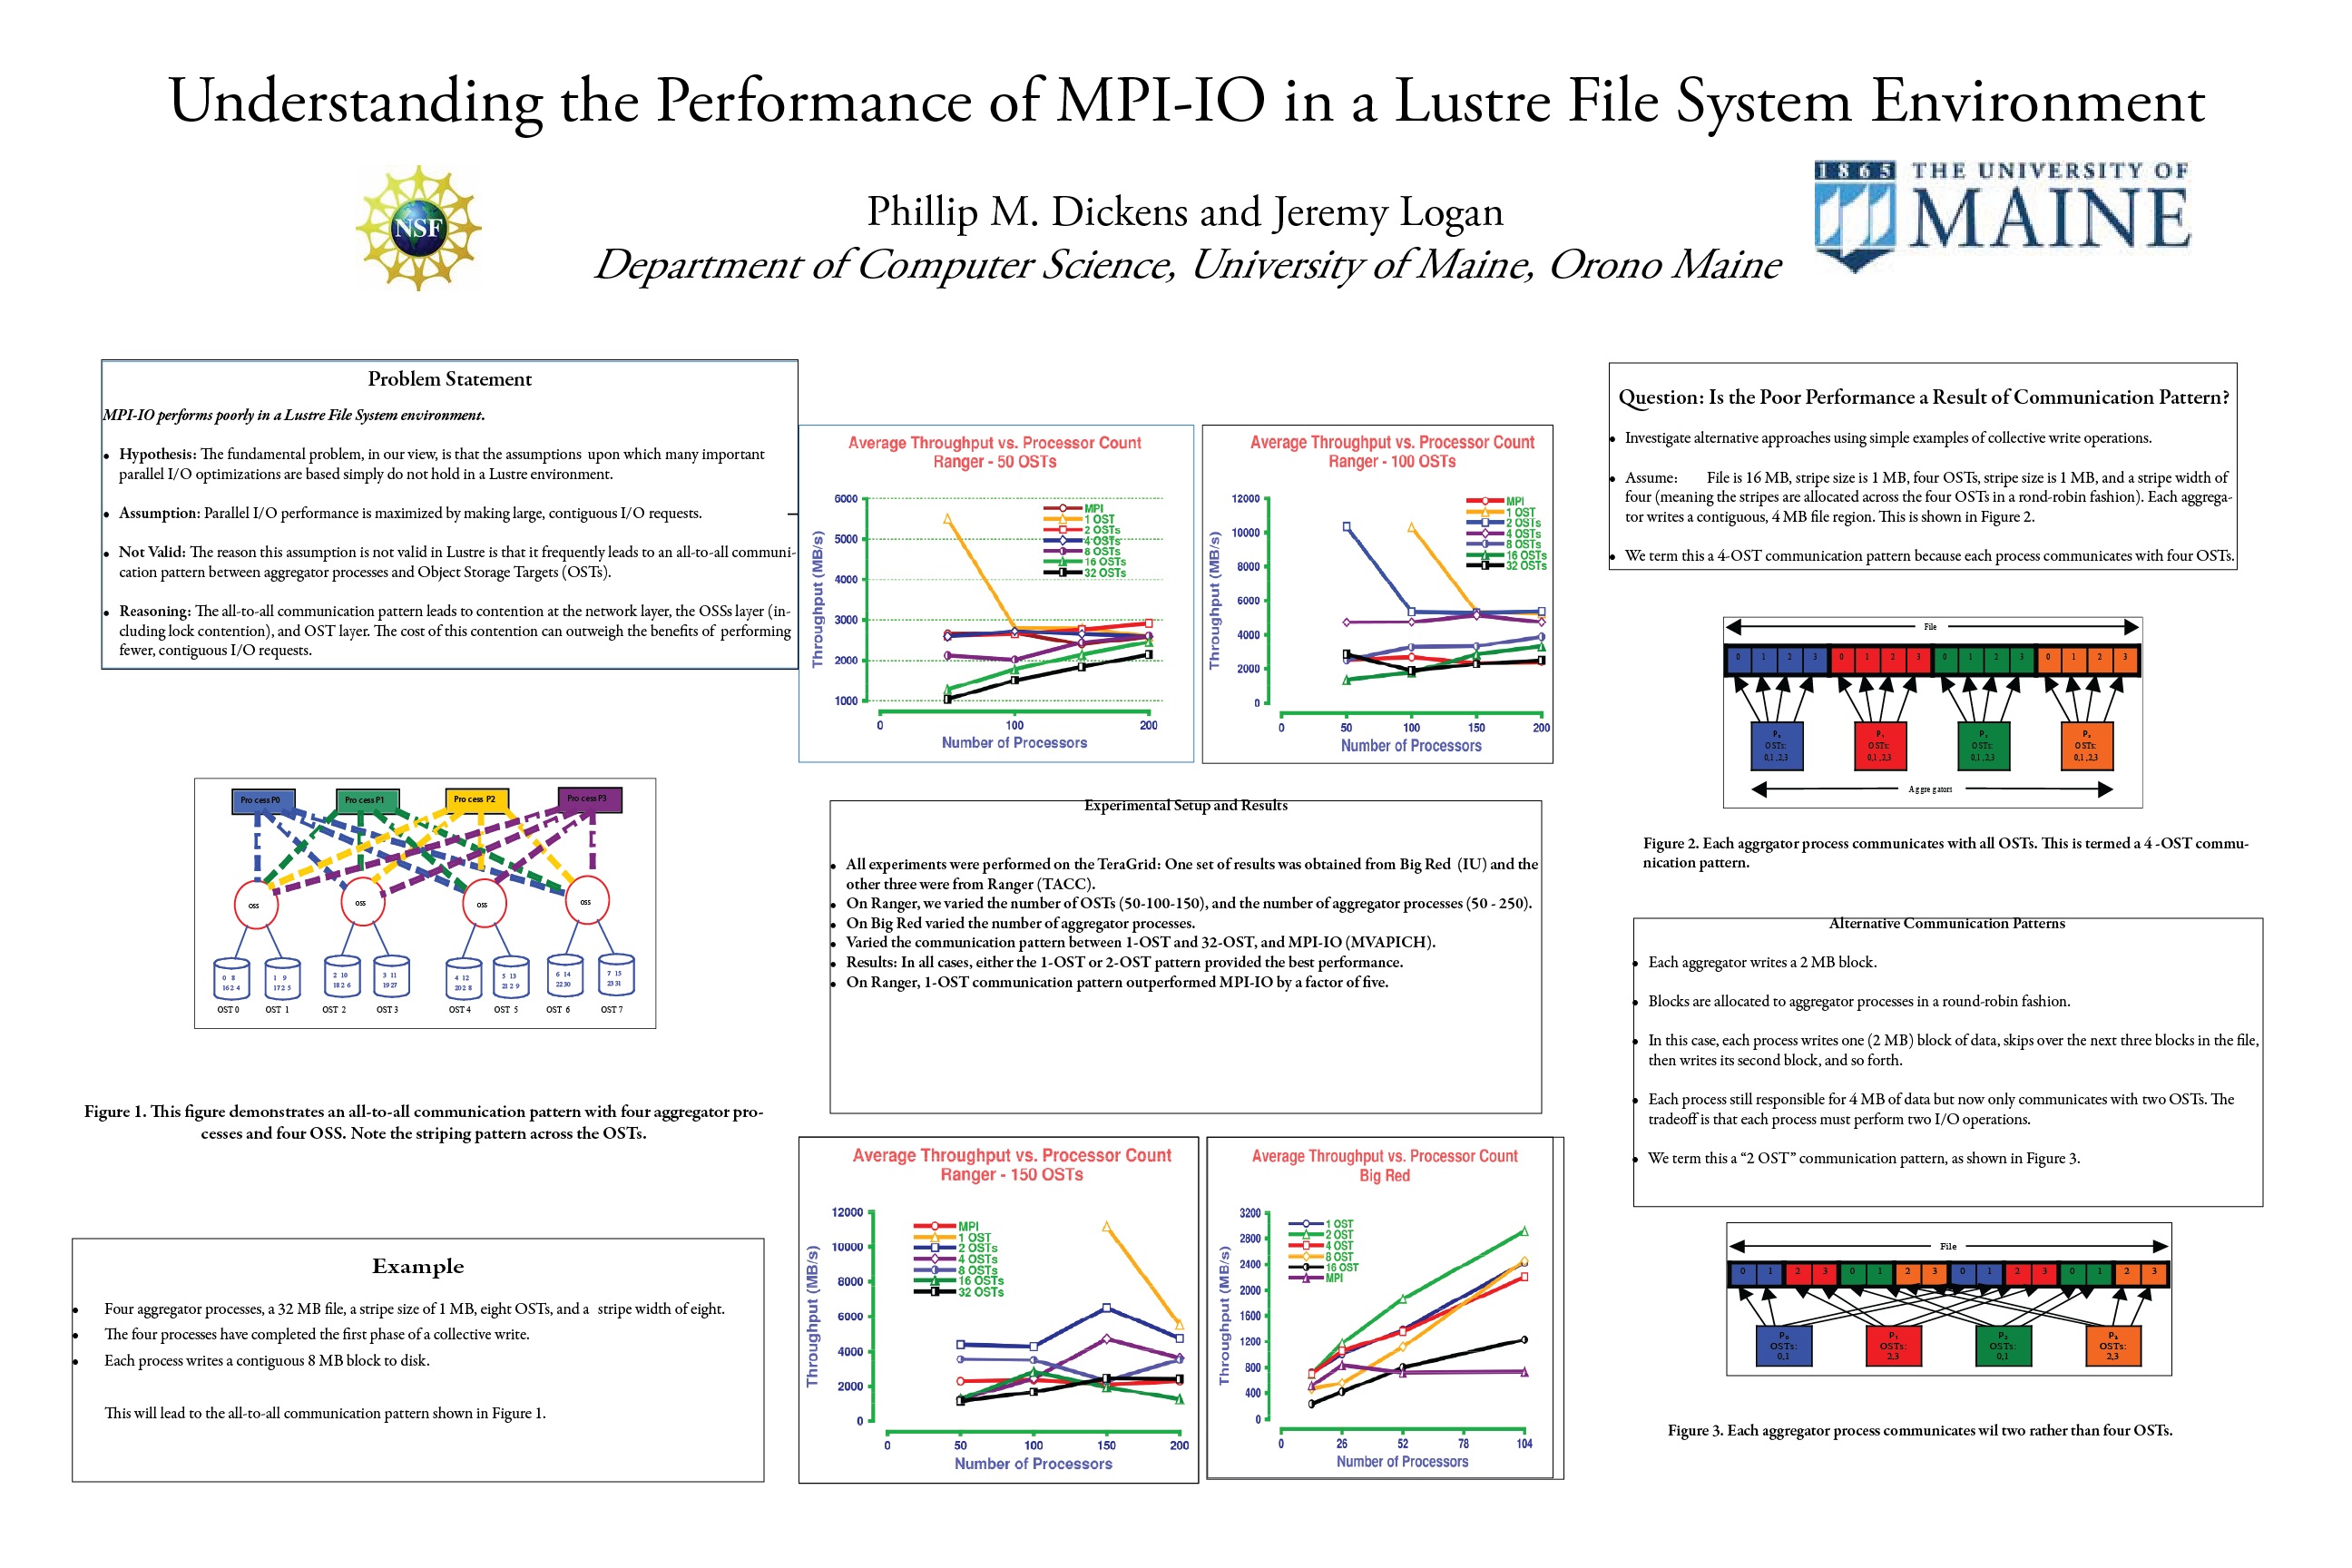 Understanding the Performance of MPI-IO in a Lustre File System Environment
NSF
Phillip M. Dickens and Jeremy Logan
Department of Computer Science, University of Maine, Orono Maine
1865 THE UNIVERSITY OF
MAINE
Problem Statement
MPI-IO performs poorly in a Lustre File System environment.
• Hypothesis: The fundamental problem, in our view, is that the assumptions upon which many important
parallel I/O optimizations are based simply do not hold in a Lustre environment.
• Assumption: Parallel I/O performance is maximized by making large, contiguous I/O requests.
• Not Valid: The reason this assumption is not valid in Lustre is that it frequently leads to an all-to-all communi-
cation pattern between aggregator processes and Object Storage Targets (OSTs).
• Reasoning: The all-to-all communication pattern leads to contention at the network layer, the OSSs layer (in-
cluding lock contention), and OST layer. The cost of this contention can outweigh the benefits of performing
fewer, contiguous I/O requests.
Process P0 Process P1 Process P2 Process P3
OSS OSS OSS OSS
0 8 1 9 2 10 3 11 4 12 5 13 6 14 7 15
16 24 17 25 18 26 19 27 20 28 21 29 22 30 23 31
OST 0 OST 1 OST 2 OST 3 OST 4 OST 5 OST 6 OST 7
Figure 1. This figure demonstrates an all-to-all communication pattern with four aggregator pro-
cesses and four OSS. Note the striping pattern across the OSTs.
Example
• Four aggregator processes, a 32 MB file, a stripe size of 1 MB, eight OSTs, and a stripe width of eight.
• The four processes have completed the first phase of a collective write.
• Each process writes a contiguous 8 MB block to disk.
This will lead to the all-to-all communication pattern shown in Figure 1.
Average Throughput vs. Processor Count
Ranger - 50 OSTs
Throughput (MB/s)
6000
5000
4000
3000
2000
1000
MPI
1 OST
2 OSTs
4 OSTs
8 OSTs
16 OSTs
32 OSTs
0 100 200
Number of Processors
Average Throughput vs. Processor Count
Ranger - 100 OSTs
Throughput (MB/s)
12000
10000
8000
6000
4000
2000
0
MPI
1 OST
2 OSTs
4 OSTs
8 OSTs
16 OSTs
32 OSTs
0 50 100 150 200
Number of Processors
Experimental Setup and Results
• All experiments were performed on the TeraGrid: One set of results was obtained from Big Red (IU) and the
other three were from Ranger (TACC).
• On Ranger, we varied the number of OSTs (50-100-150), and the number of aggregator processes (50 - 250).
• On Big Red varied the number of aggregator processes.
• Varied the communication pattern between 1-OST and 32-OST, and MPI-IO (MVAPICH).
• Results: In all cases, either the 1-OST or 2-OST pattern provided the best performance.
• On Ranger, 1-OST communication pattern outperformed MPI-IO by a factor of five.
Average Throughput vs. Processor Count
Ranger - 150 OSTs
Throughput (MB/s)
12000
10000
8000
6000
4000
2000
0
MPI
1 OST
2 OSTs
4 OSTs
8 OSTs
16 OSTs
32 OSTs
0 50 100 150 200
Number of Processors
Average Throughput vs. Processor Count
Big Red
Throughput (MB/s)
3200
2800
2400
2000
1600
1200
800
400
0
1 OST
2 OST
4 OST
8 OST
16 OST
MPI
0 26 52 78 104
Number of Processors
Question: Is the Poor Performance a Result of Communication Pattern?
• Investigate alternative approaches using simple examples of collective write operations.
• Assume: File is 16 MB, stripe size is 1 MB, four OSTs, stripe size is 1 MB, and a stripe width of
four (meaning the stripes are allocated across the four OSTs in a rond-robin fashion). Each aggrega-
tor writes a contiguous, 4 MB file region. This is shown in Figure 2.
• We term this a 4-OST communication pattern because each process communicates with four OSTs.
File
0 1 2 3 0 1 2 3 0 1 2 3 0 1 2 3
OSTs: OSTs: OSTs: OSTs:
0,1,2,3 0,1,2,3 0,1,2,3 0,1,2,3
Aggregators
Figure 2. Each aggrgator process communicates with all OSTs. This is termed a 4 -OST commu-
nication pattern.
Alternative Communication Patterns
• Each aggregator writes a 2 MB block.
• Blocks are allocated to aggregator processes in a round-robin fashion.
• In this case, each process writes one (2 MB) block of data, skips over the next three blocks in the file,
then writes its second block, and so forth.
• Each process still responsible for 4 MB of data but now only communicates with two OSTs. The
tradeoff is that each process must perform two I/O operations.
• We term this a “2 OST” communication pattern, as shown in Figure 3.
File
0 1 2 3 0 1 2 3 0 1 2 3 0 1 2 3
OSTs: OSTs: OSTs: OSTs:
0,1 2,3 0,1 2,3
Figure 3. Each aggregator process communicates wil two rather than four OSTs.